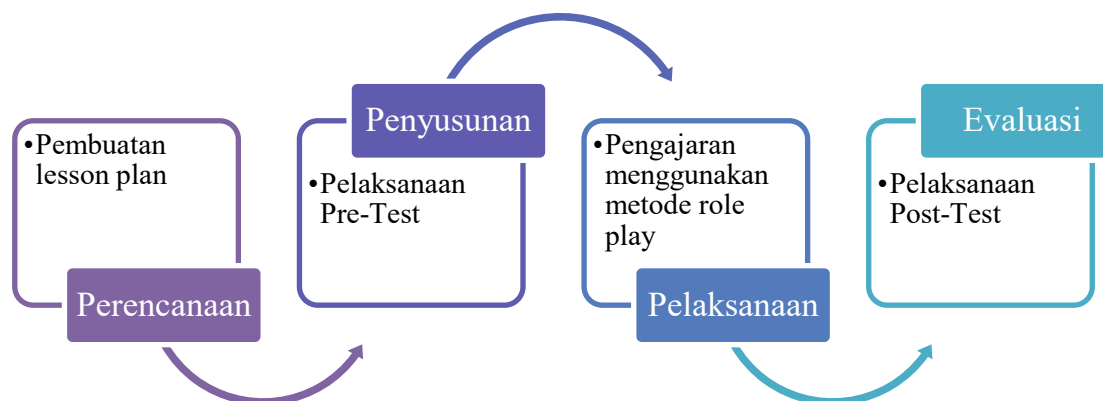 •Pembuatan
lesson plan
Perencanaan
Penyusunan
•Pelaksanaan
Pre-Test
•Pengajaran
menggunakan
metode role
play
Pelaksanaan
Evaluasi
•Pelaksanaan
Post-Test